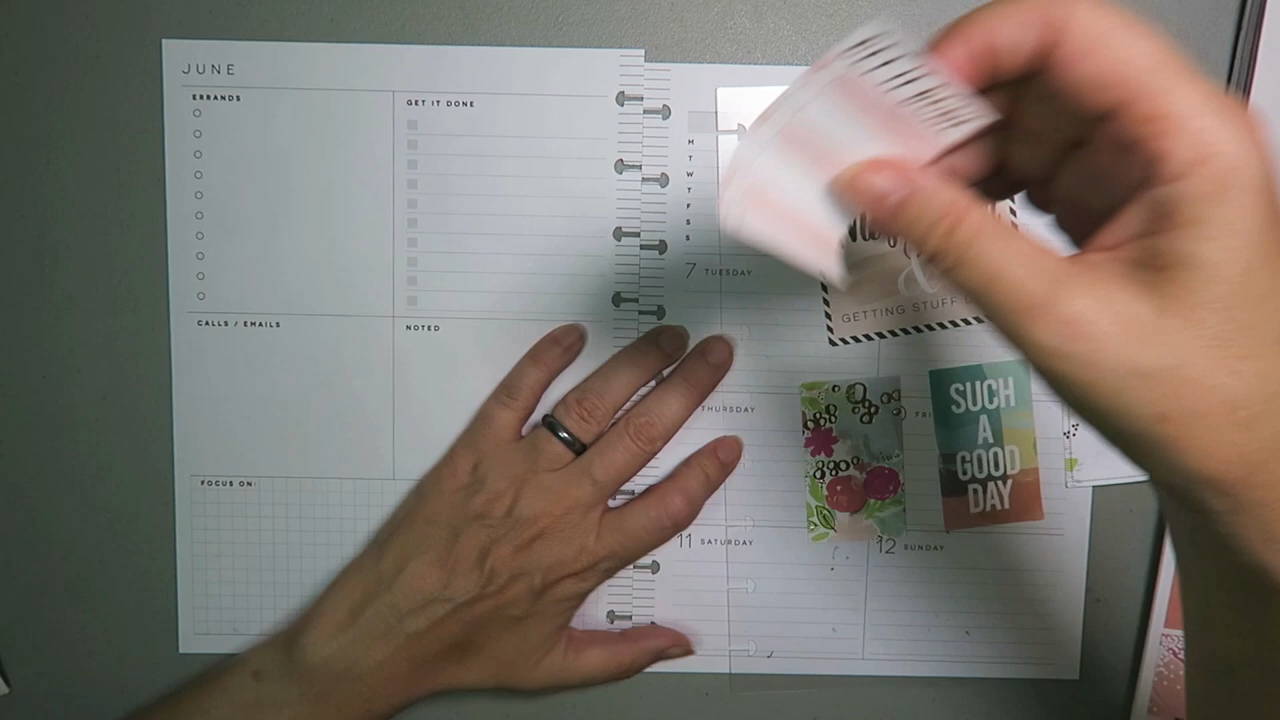 JUNE
ERRANDS
GET IT DONE
CALLS / EMAILS
NOTED
FOCUS ON:
M
T
W
T
F
S
S
7 TUESDAY
THURSDAY
11 SATURDAY
12 SUNDAY
GETTING STUFF
SUCH
A
GOOD
DAY